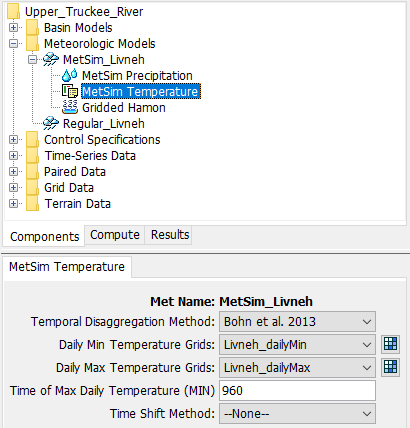 Upper_Truckee_River
Basin Models
Meteorologic Models
MetSim_Livneh
MetSim Precipitation
MetSim Temperature
Gridded Hamon
Regular_Livneh
Control Specifications
Time-Series Data
Paired Data
Grid Data
Terrain Data
Components Compute Results
MetSim Temperature
Met Name: MetSim_Livneh
Temporal Disaggregation Method: Bohn et al. 2013
Daily Min Temperature Grids: Livneh_dailyMin
Daily Max Temperature Grids: Livneh_dailyMax
Time of Max Daily Temperature (MIN) 960
Time Shift Method: --None--